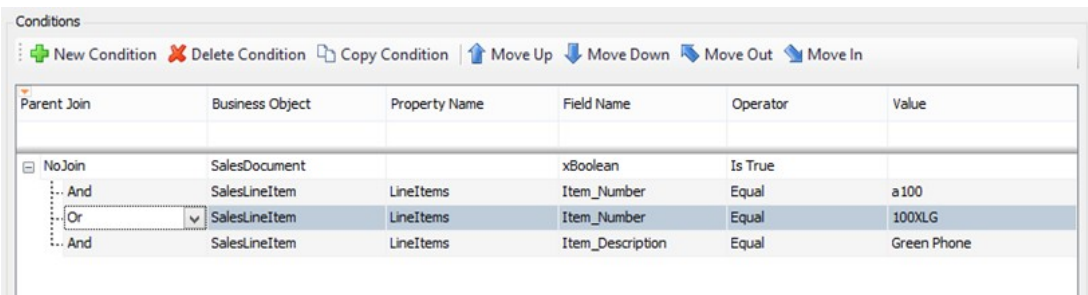 Conditions
New Condition Delete Condition Copy Condition Move Up Move Down Move Out Move In
Parent Join Business Object Property Name Field Name Operator Value
NoJoin SalesDocument xBoolean Is True
And SalesLineItem LineItems Item_Number Equal a100
Or SalesLineItem LineItems Item_Number Equal 100XLG
And SalesLineItem LineItems Item_Description Equal Green Phone